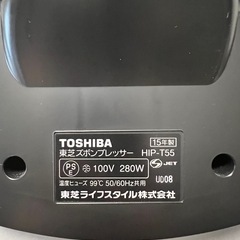 15年製
TOSHIBA
東芝ズボンプレッサー HIP-T55
PS E 100V 280W S JET
温度ヒューズ 99℃ 50/60Hz共用 UD08
東芝ライフスタイル株式会社